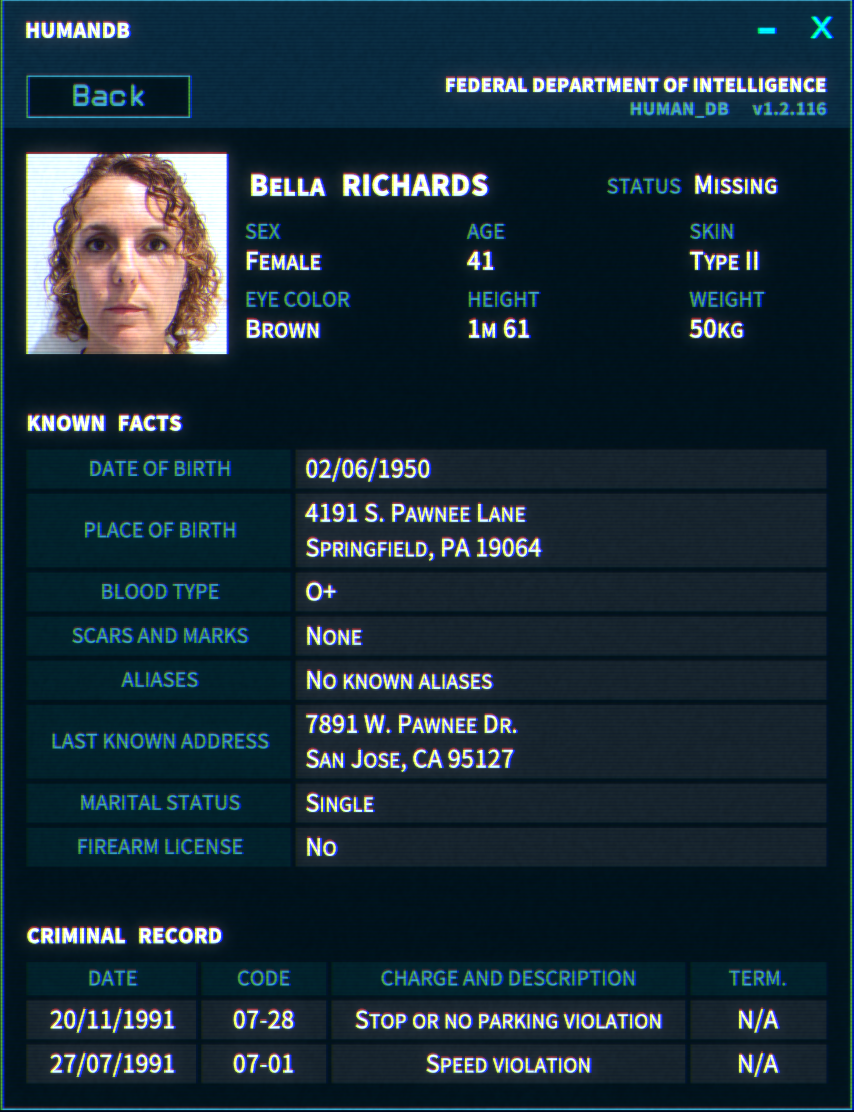 HUMANDB
– X
Back
FEDERAL DEPARTMENT OF INTELLIGENCE
HUMAN_DB v1.2.116
BELLA RICHARDS STATUS MISSING
SEX AGE SKIN
FEMALE 41 TYPE II
EYE COLOR HEIGHT WEIGHT
BROWN 1M 61 50KG
KNOWN FACTS
DATE OF BIRTH 02/06/1950
PLACE OF BIRTH 4191 S. PAWNEE LANE
SPRINGFIELD, PA 19064
BLOOD TYPE O+
SCARS AND MARKS NONE
ALIASES NO KNOWN ALIASES
LAST KNOWN ADDRESS 7891 W. PAWNEE DR.
SAN JOSE, CA 95127
MARITAL STATUS SINGLE
FIREARM LICENSE NO
CRIMINAL RECORD
DATE CODE CHARGE AND DESCRIPTION TERM.
20/11/1991 07-28 STOP OR NO PARKING VIOLATION N/A
27/07/1991 07-01 SPEED VIOLATION N/A